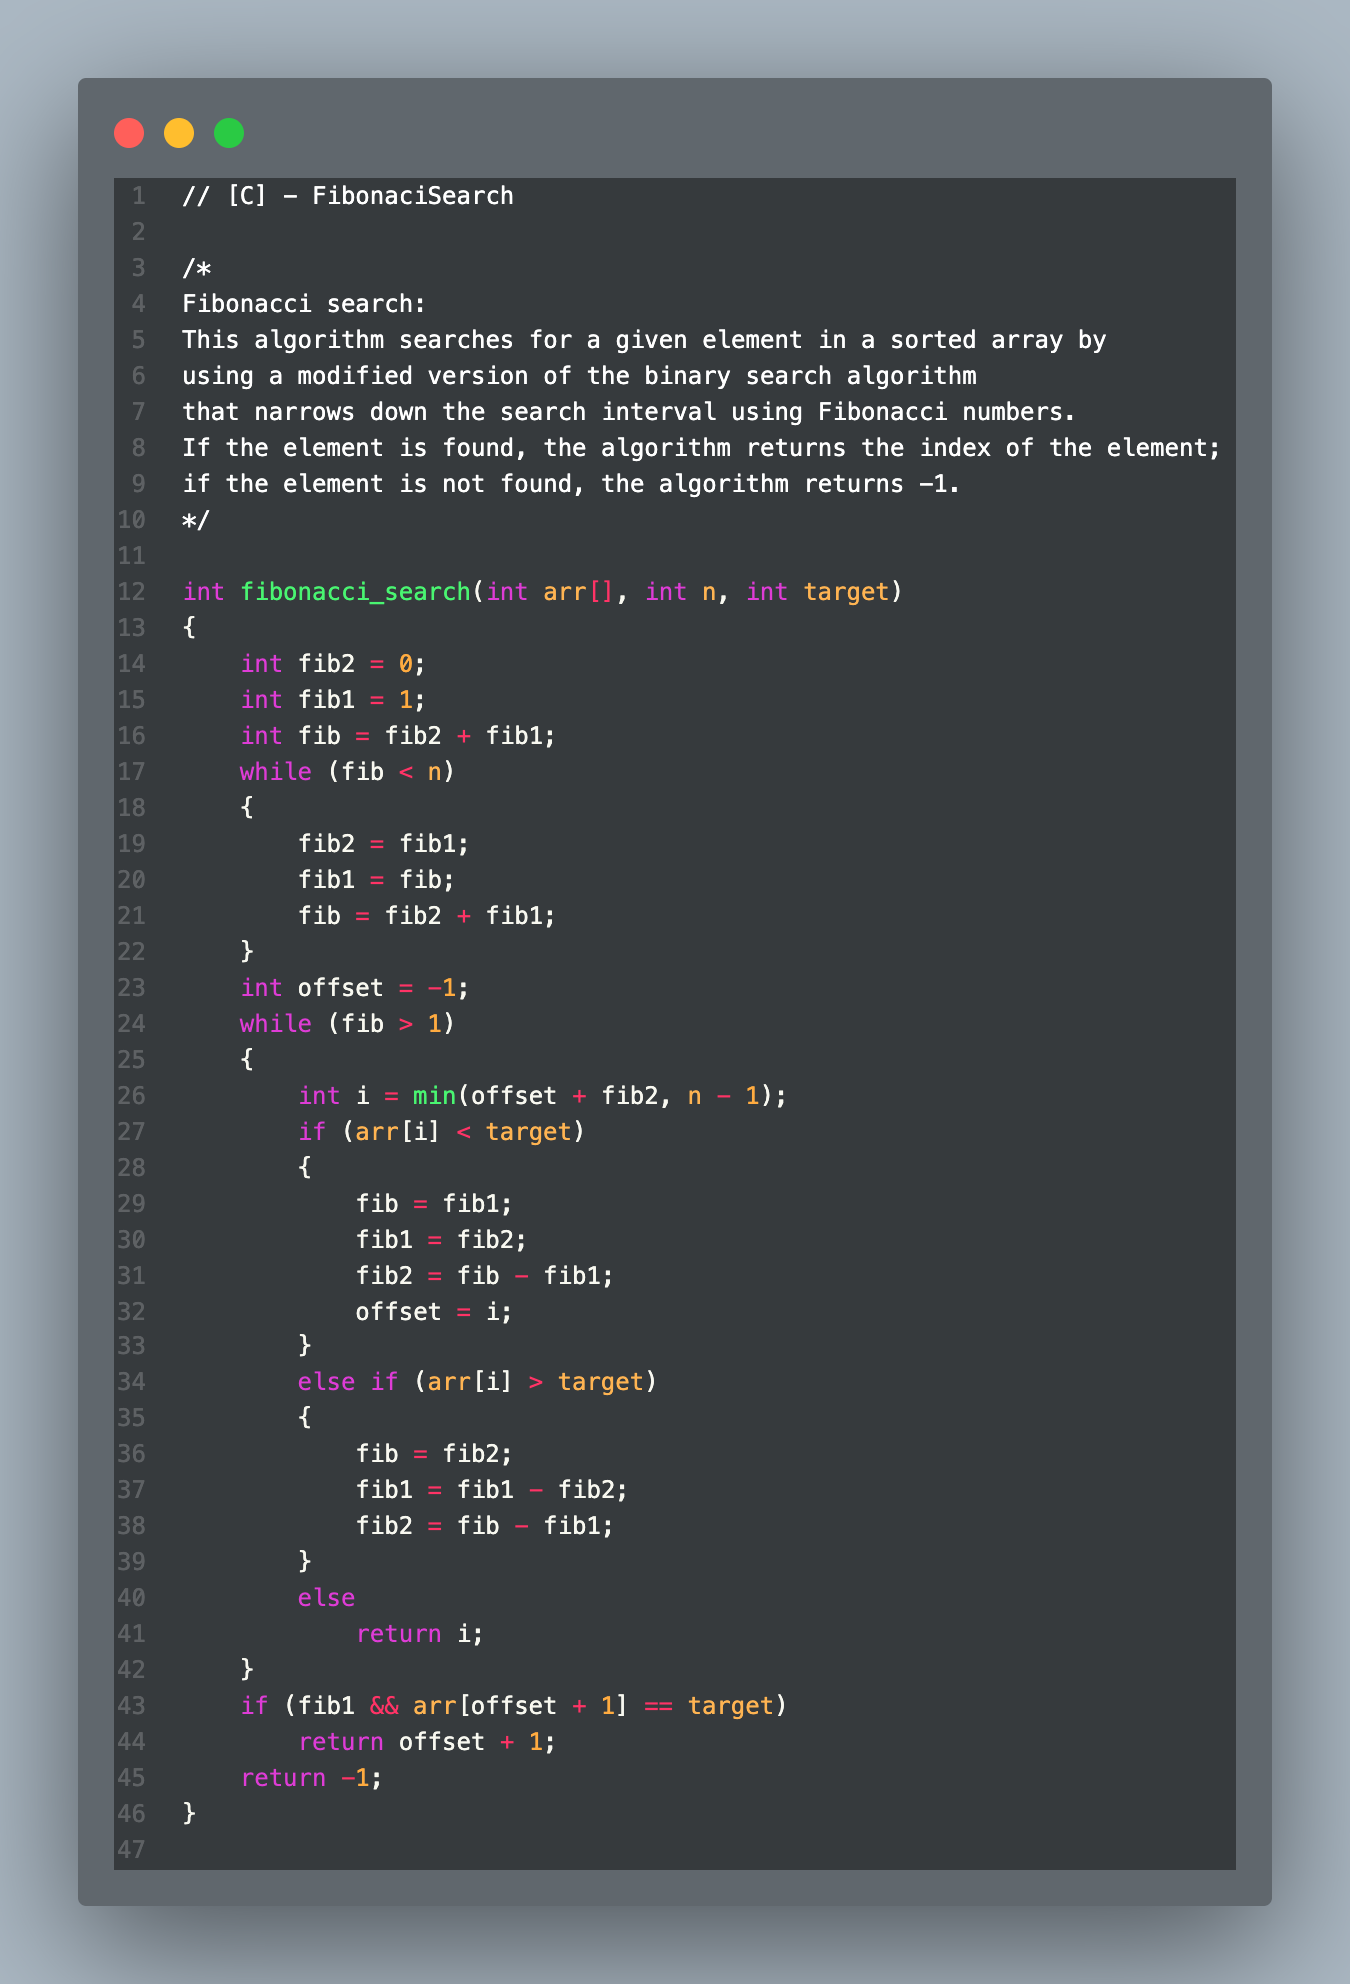 1 // [C] - FibonaciSearch
2
3 /*
4 Fibonacci search:
5 This algorithm searches for a given element in a sorted array by
6 using a modified version of the binary search algorithm
7 that narrows down the search interval using Fibonacci numbers.
8 If the element is found, the algorithm returns the index of the element;
9 if the element is not found, the algorithm returns -1.
10 */
11
12 int fibonacci_search(int arr[], int n, int target)
13 {
14     int fib2 = 0;
15     int fib1 = 1;
16     int fib = fib2 + fib1;
17     while (fib < n)
18     {
19         fib2 = fib1;
20         fib1 = fib;
21         fib = fib2 + fib1;
22     }
23     int offset = -1;
24     while (fib > 1)
25     {
26         int i = min(offset + fib2, n - 1);
27         if (arr[i] < target)
28         {
29             fib = fib1;
30             fib1 = fib2;
31             fib2 = fib - fib1;
32             offset = i;
33         }
34         else if (arr[i] > target)
35         {
36             fib = fib2;
37             fib1 = fib1 - fib2;
38             fib2 = fib - fib1;
39         }
40         else
41             return i;
42     }
43     if (fib1 && arr[offset + 1] == target)
44         return offset + 1;
45     return -1;
46 }
47